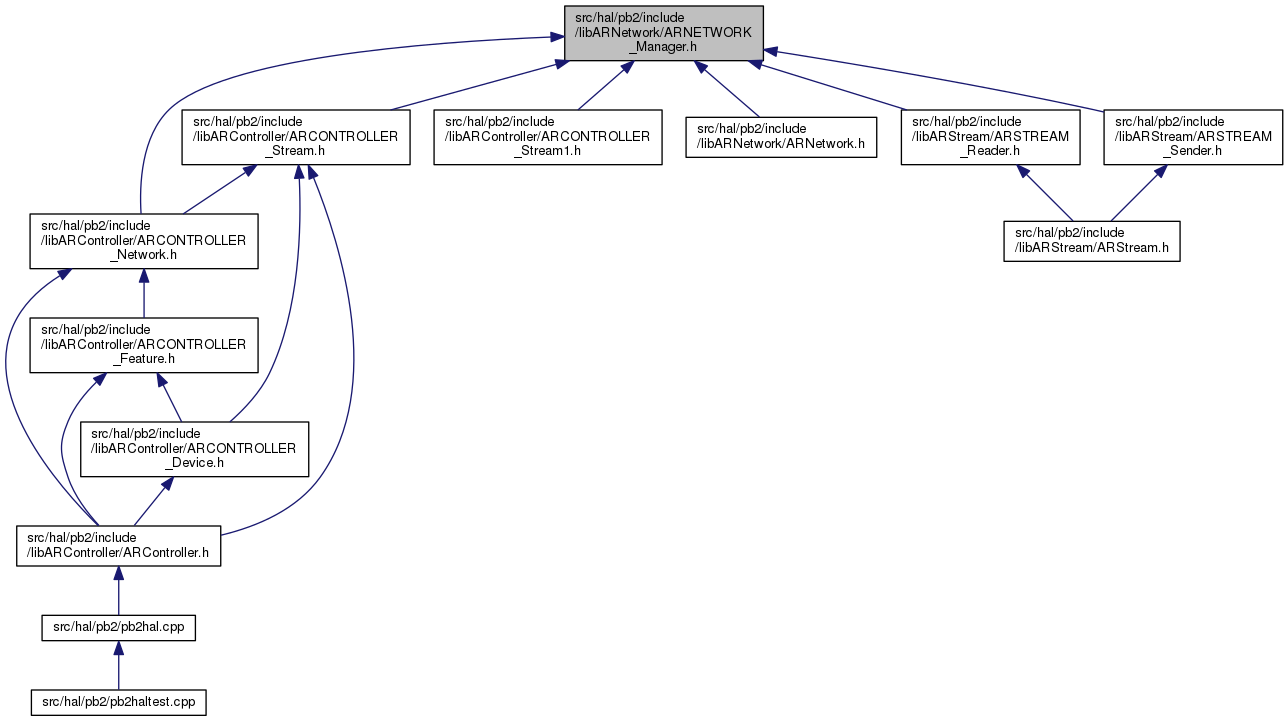 src/hal/pb2/include
/libARNetwork/ARNETWORK
_Manager.h
src/hal/pb2/include
/libARController/ARCONTROLLER
_Stream.h
src/hal/pb2/include
/libARController/ARCONTROLLER
_Stream1.h
src/hal/pb2/include
/libARNetwork/ARNetwork.h
src/hal/pb2/include
/libARStream/ARSTREAM
_Reader.h
src/hal/pb2/include
/libARStream/ARSTREAM
_Sender.h
src/hal/pb2/include
/libARController/ARCONTROLLER
_Network.h
src/hal/pb2/include
/libARStream/ARStream.h
src/hal/pb2/include
/libARController/ARCONTROLLER
_Feature.h
src/hal/pb2/include
/libARController/ARCONTROLLER
_Device.h
src/hal/pb2/include
/libARController/ARController.h
src/hal/pb2/pb2hal.cpp
src/hal/pb2/pb2haltest.cpp